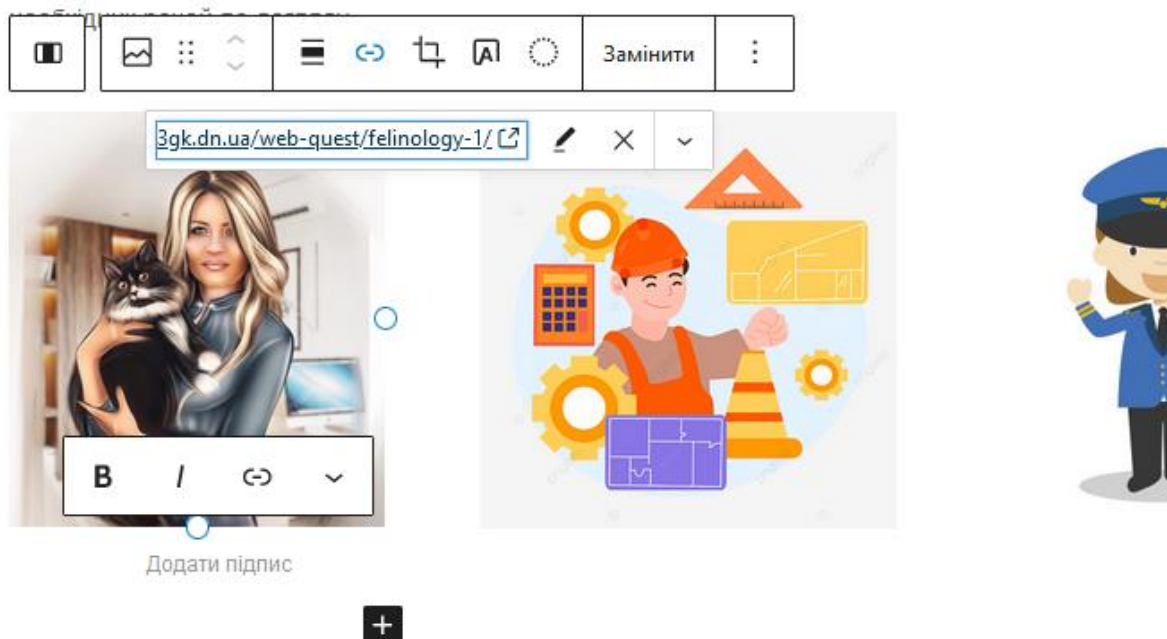 Замінити
3gk.dn.ua/web-quest/felinology-1/
B I
Додати підпис